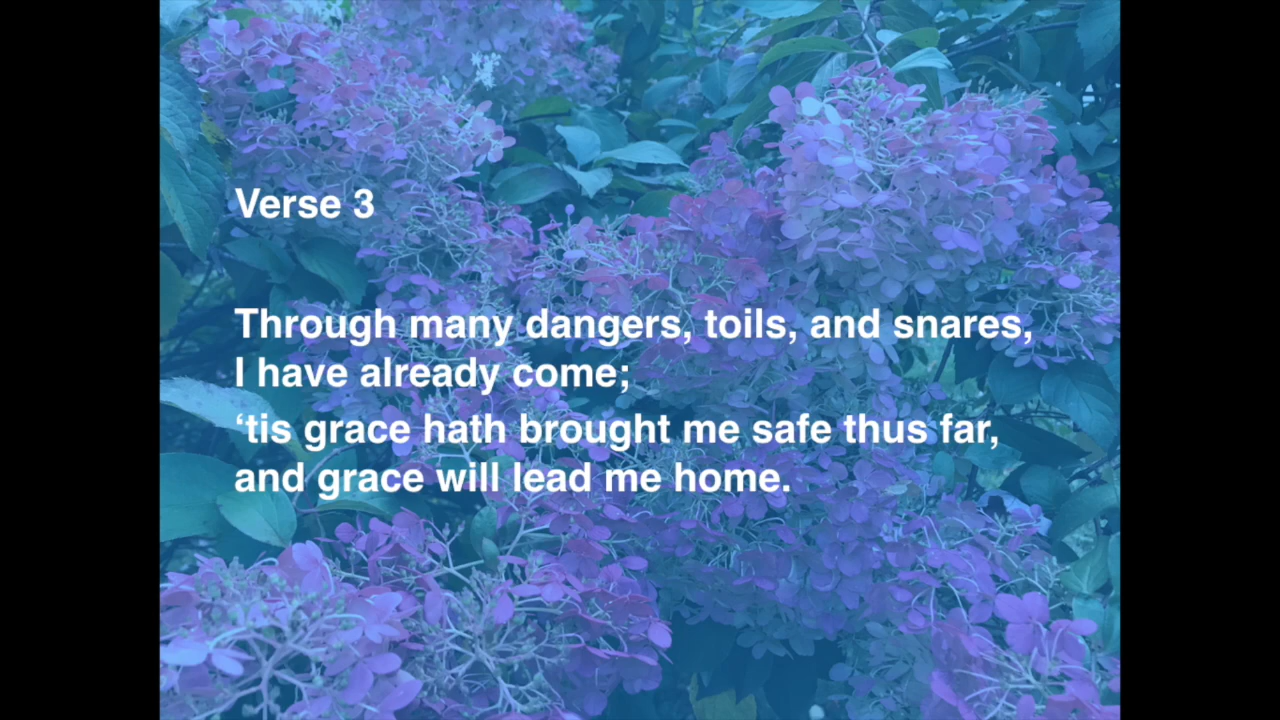 Verse 3
Through many dangers, toils, and snares,
I have already come;
‘tis grace hath brought me safe thus far,
and grace will lead me home.